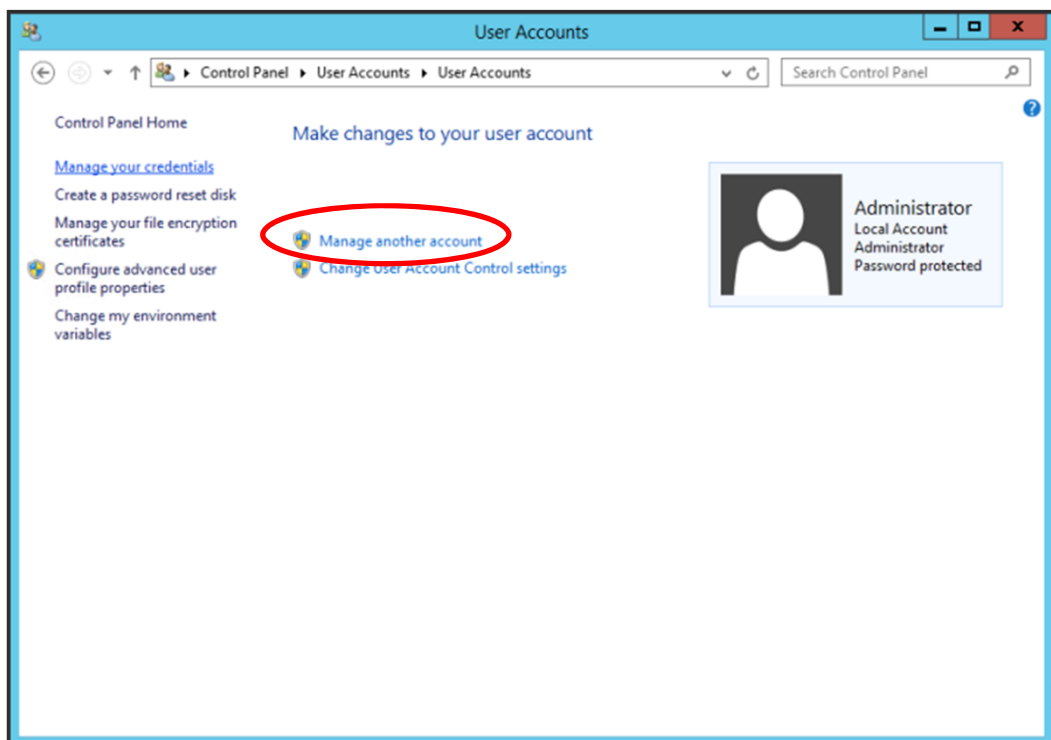 User Accounts
Control Panel User Accounts User Accounts
Search Control Panel
Control Panel Home
Manage your credentials
Create a password reset disk
Manage your file encryption
certificates
Configure advanced user
profile properties
Change my environment
variables
Make changes to your user account
Manage another account
Change User Account Control settings
Administrator
Local Account
Administrator
Password protected